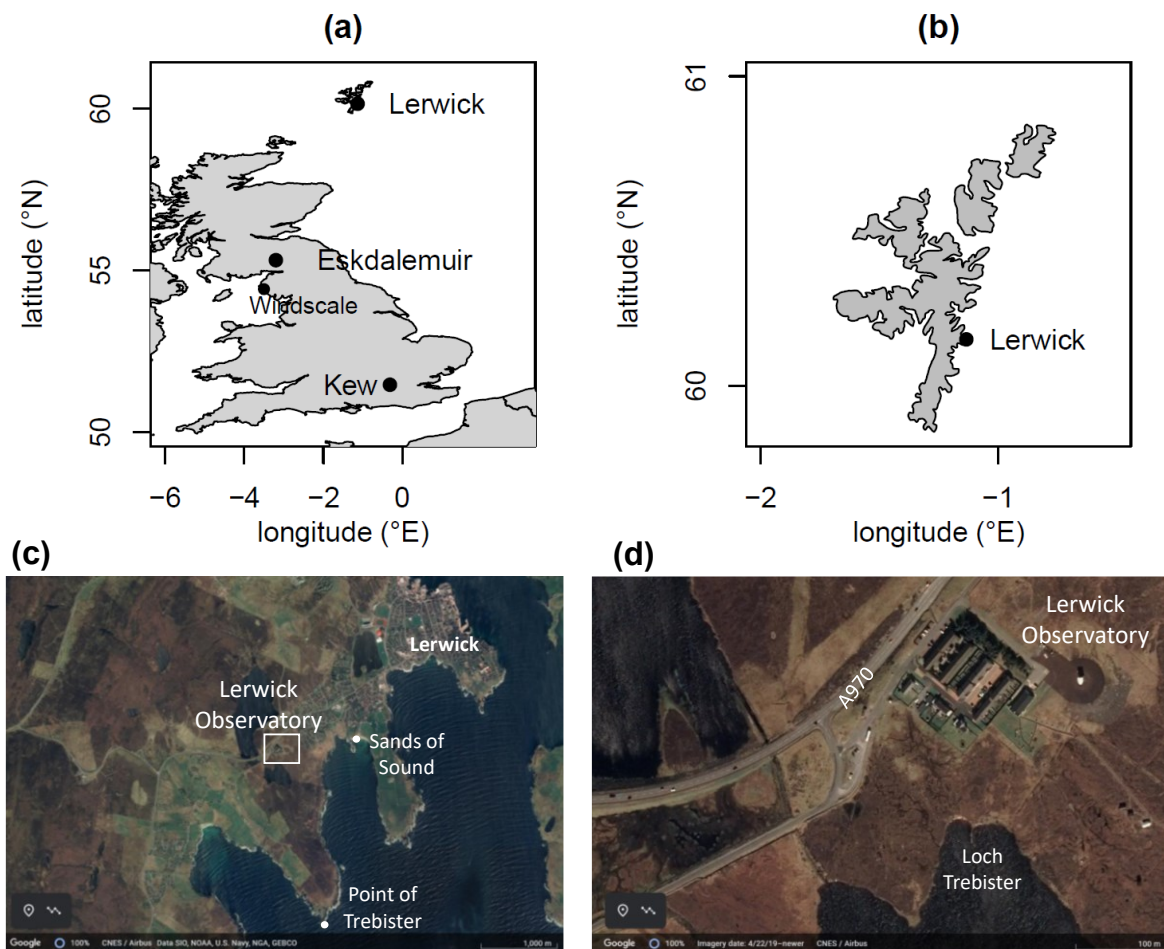 (a)
60
55
50
latitude (°N)
Lerwick
Eskdalemuir
Windscale
Kew
−6
−4
−2
0
longitude (°E)
(b)
61
60
latitude (°N)
Lerwick
−2
−1
longitude (°E)
(c)
Lerwick
Lerwick
Observatory
Sands of
Sound
Point of
Trebister
Google 100% CNES / Airbus Data SIO, NOAA, U.S. Navy, NGA, GEBCO 1,000 m
(d)
Lerwick
Observatory
A970
Loch
Trebister
Google 100% Imagery date: 4/22/19–newer CNES / Airbus 100 m